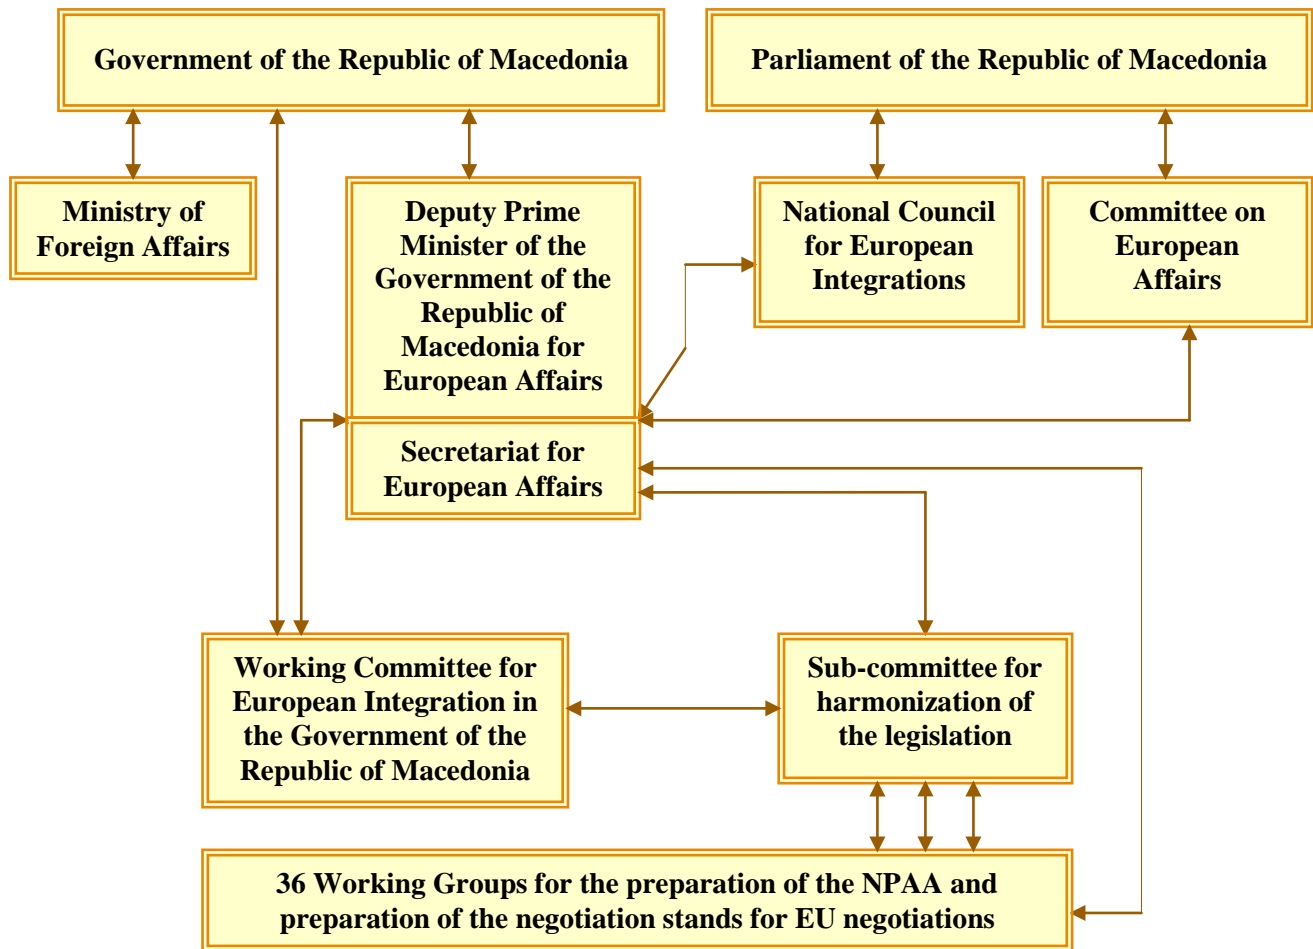 Government of the Republic of Macedonia
Parliament of the Republic of Macedonia
Ministry of
Foreign Affairs
Deputy Prime
Minister of the
Government of the
Republic of
Macedonia for
European Affairs
National Council
for European
Integrations
Committee on
European
Affairs
Secretariat for
European Affairs
Working Committee for
European Integration in
the Government of the
Republic of Macedonia
Sub-committee for
harmonization of
the legislation
36 Working Groups for the preparation of the NPAA and
preparation of the negotiation stands for EU negotiations